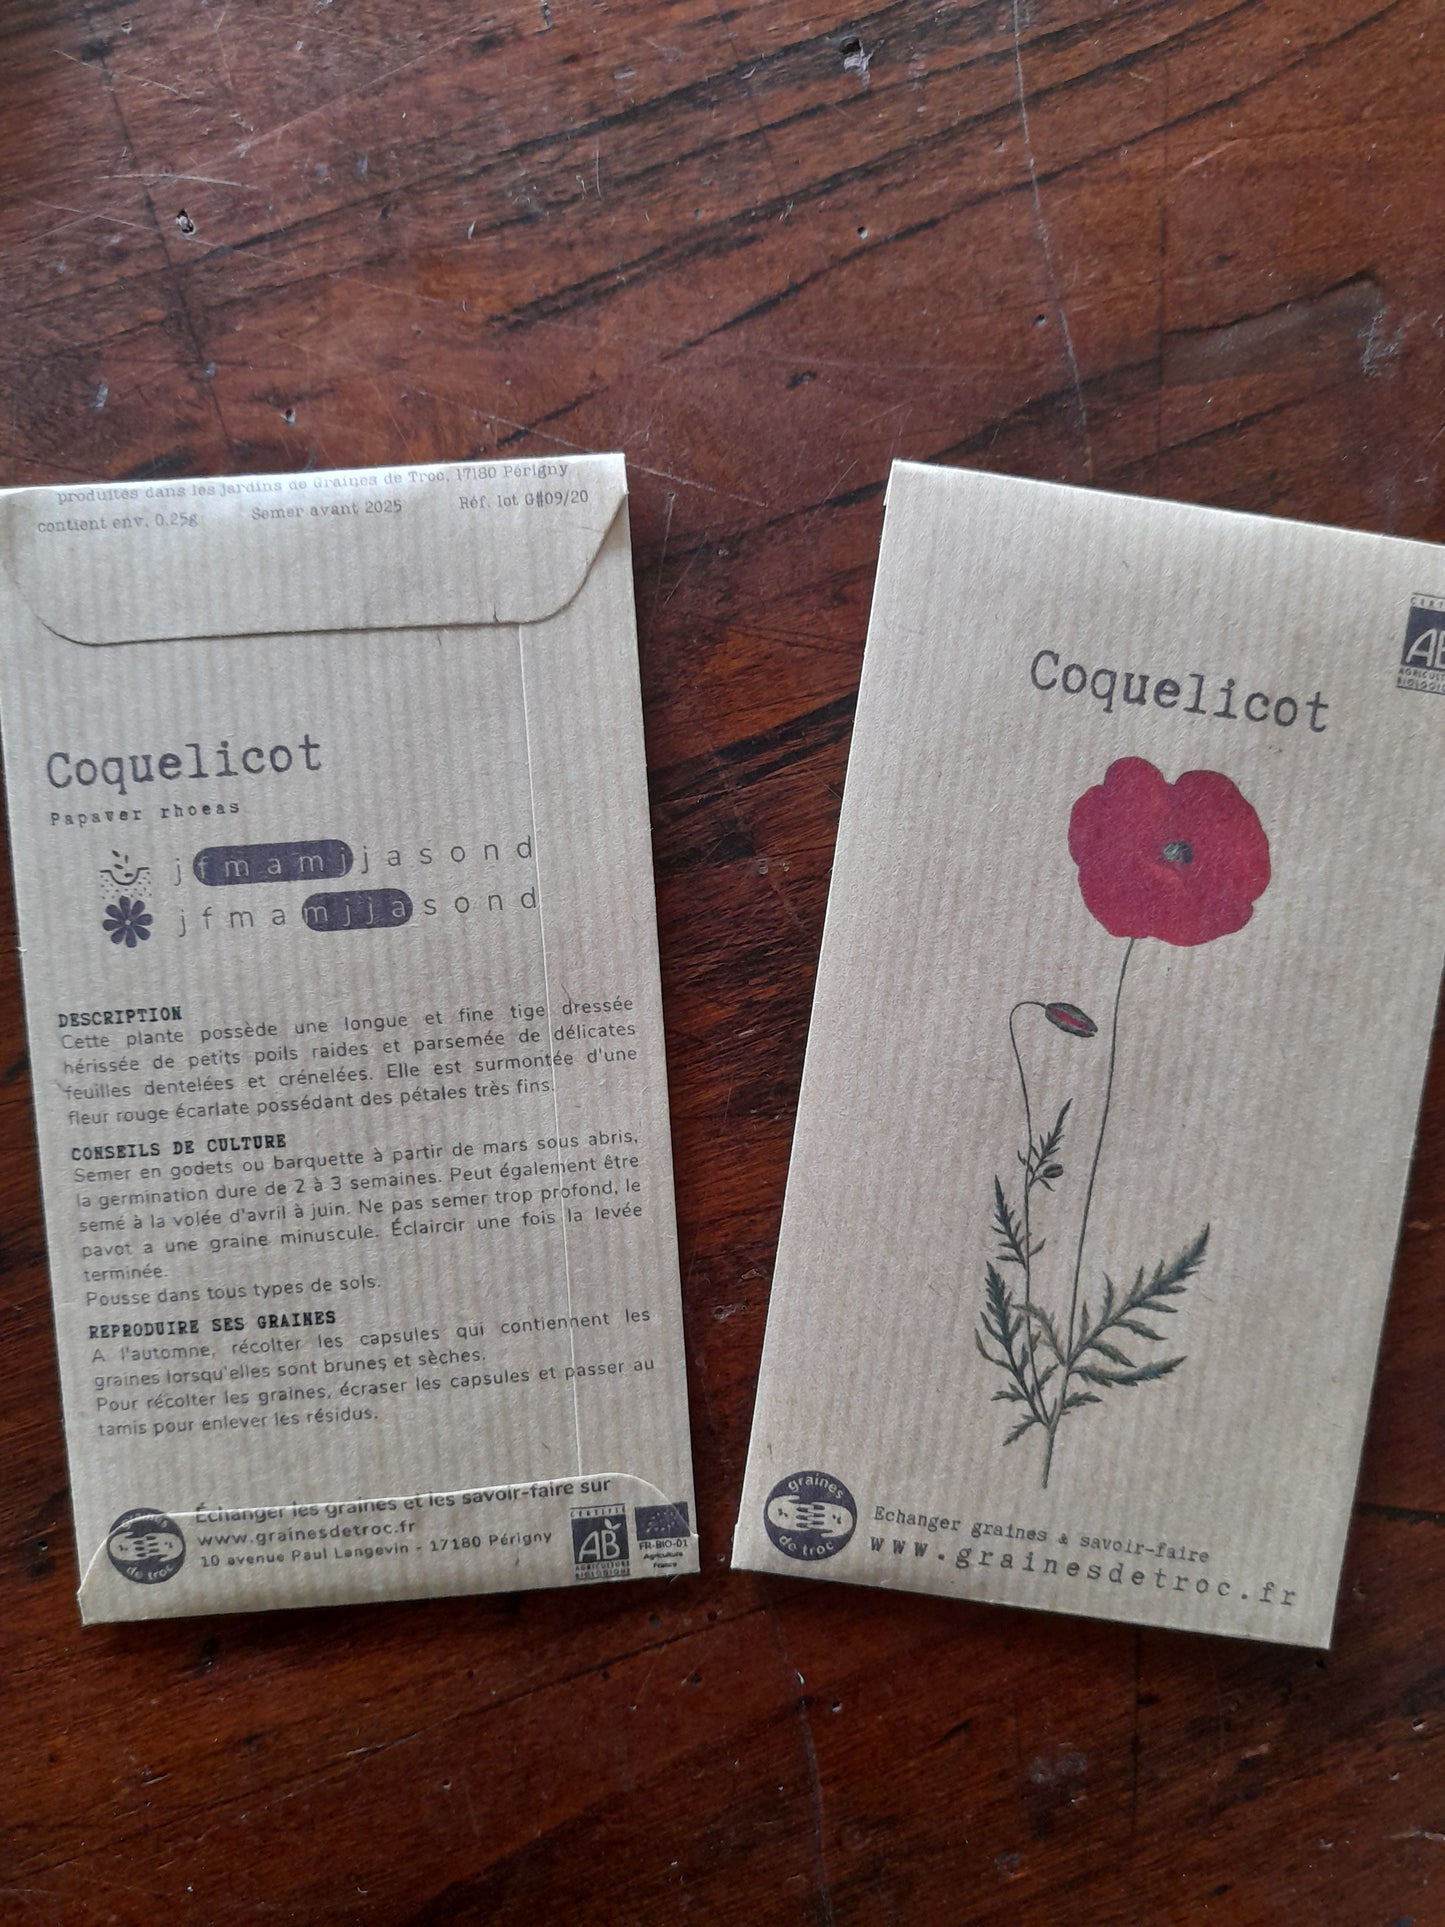 produites dans les jardins de Graines de Troc, 17180 Périgny
contient env. 0.25g Semer avant 2025 Réf. lot G#09/20
Coquelicot
Papaver rhoeas
j f m a m j j a s o n d
j f m a m j j a s o n d
DESCRIPTION
Cette plante possède une longue et fine tige dressée
hérissée de petits poils raides et parsemée de délicates
feuilles dentelées et crénelées. Elle est surmontée d'une
fleur rouge écarlate possédant des pétales très fins.
CONSEILS DE CULTURE
Semer en godets ou barquette à partir de mars sous abris,
la germination dure de 2 à 3 semaines. Peut également être
semé à la volée d'avril à juin. Ne pas semer trop profond, le
pavot a une graine minuscule. Éclaircir une fois la levée
terminée.
Pousse dans tous types de sols.
REPRODUIRE SES GRAINES
A l'automne, récolter les capsules qui contiennent les
graines lorsqu'elles sont brunes et sèches.
Pour récolter les graines, écraser les capsules et passer au
tamis pour enlever les résidus.
graines
de troc
Échanger les graines et les savoir-faire sur
www.grainesdetroc.fr
10 avenue Paul Langevin - 17180 Périgny
CERTIFIÉ
AB
AGRICULTURE
BIOLOGIQUE
FR-BIO-01
Agriculture
France
Coquelicot
AB
graines
de troc
Echanger graines & savoir-faire
www.grainesdetroc.fr